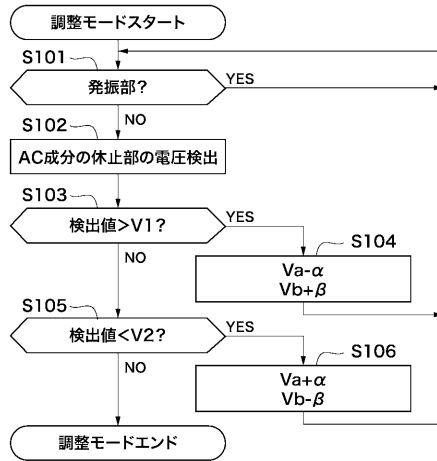 調整モードスタート
S101
発振部?
YES
NO
S102
AC成分の休止部の電圧検出
S103
検出値>V1?
YES
NO
S104
Va-α
Vb+β
S105
検出値<V2?
YES
NO
S106
Va+α
Vb-β
調整モードエンド